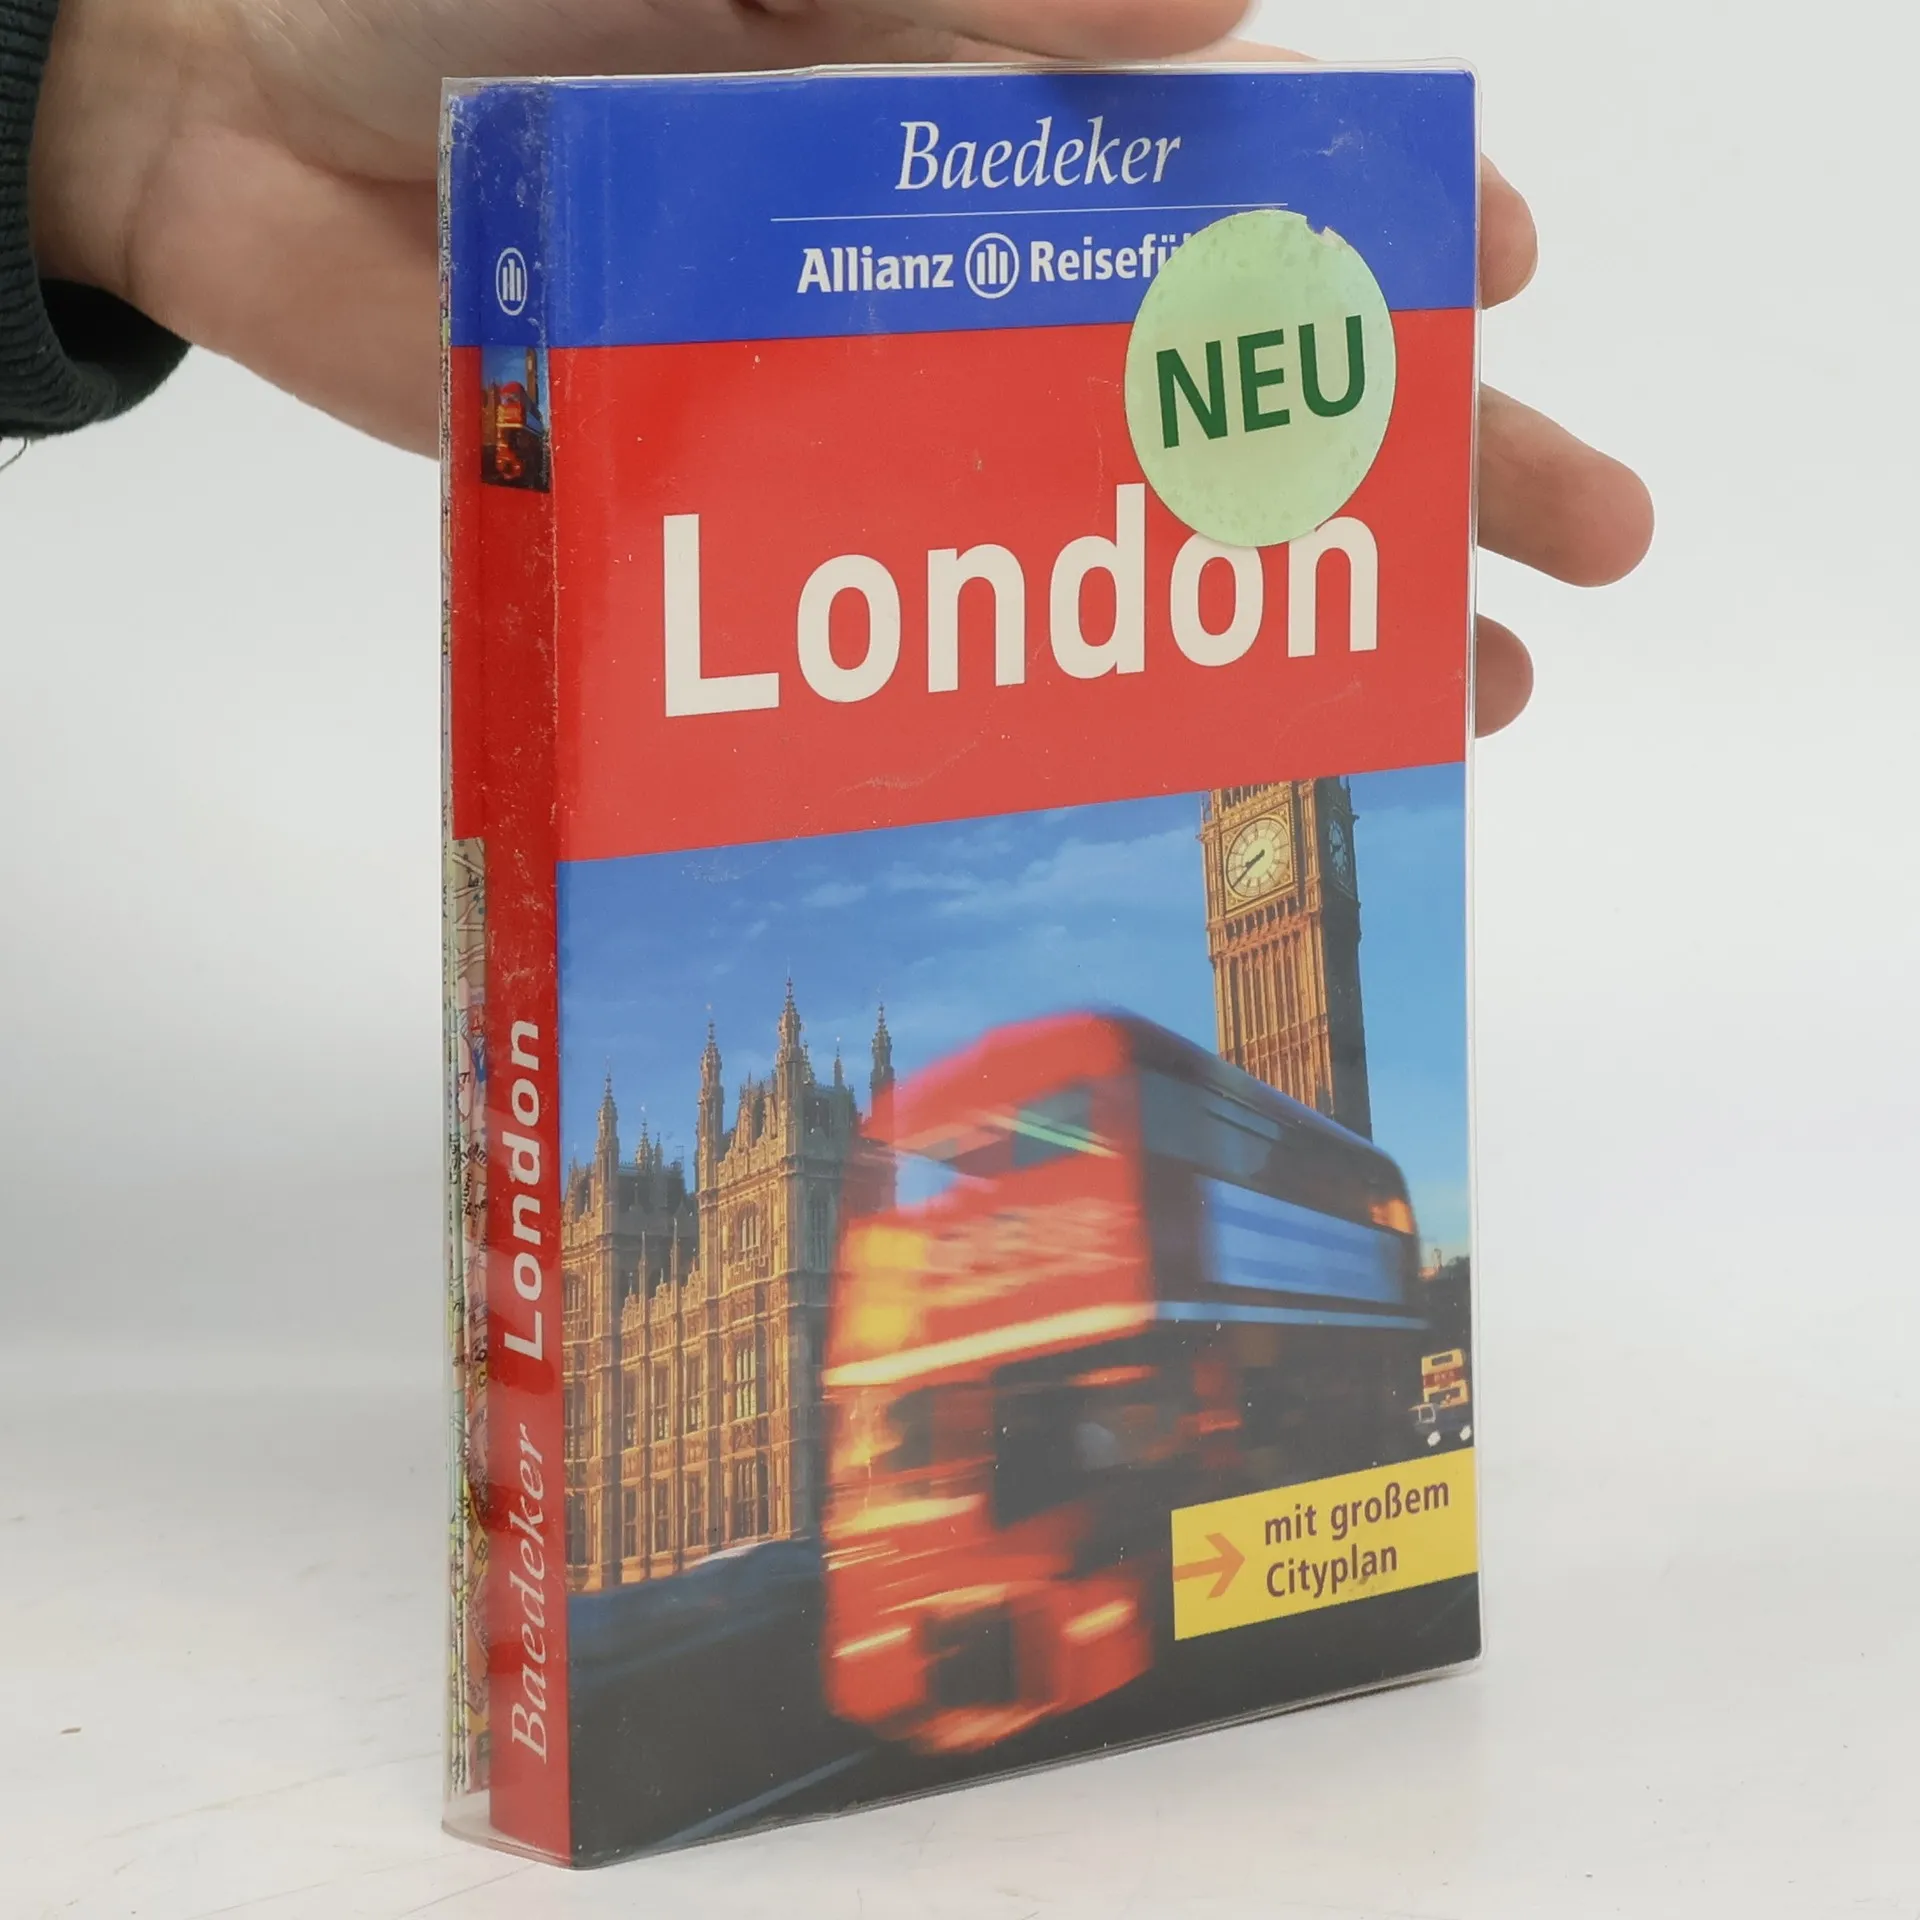 Baedeker
Allianz Reisefü
NEU
London
mit großem
Cityplan
Baedeker London